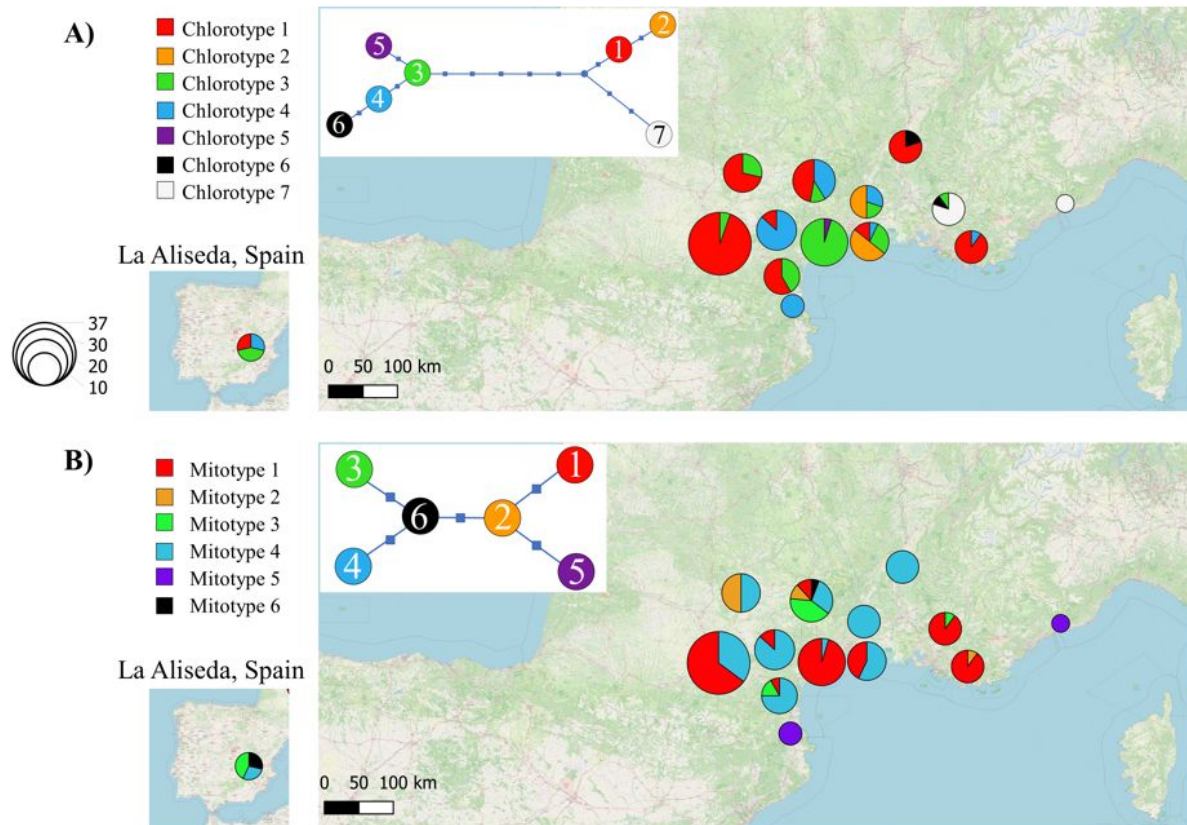 A)
Chlorotype 1
Chlorotype 2
Chlorotype 3
Chlorotype 4
Chlorotype 5
Chlorotype 6
Chlorotype 7
5
3
4
6
1
2
7
La Aliseda, Spain
37
30
20
10
0 50 100 km
B)
Mitotype 1
Mitotype 2
Mitotype 3
Mitotype 4
Mitotype 5
Mitotype 6
3
6
4
2
1
5
La Aliseda, Spain
0 50 100 km